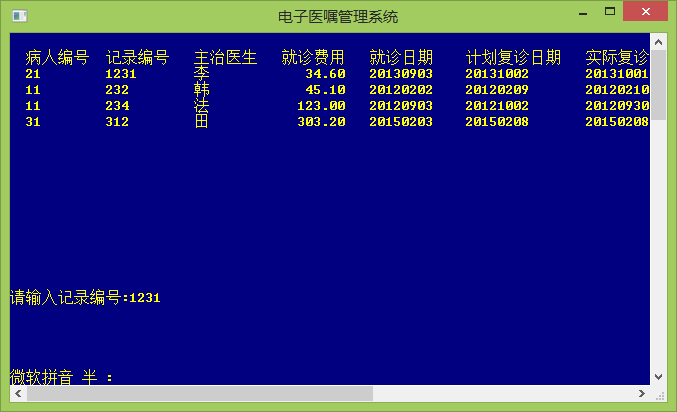 电子医嘱管理系统
病人编号 记录编号 主治医生 就诊费用 就诊日期 计划复诊日期 实际复诊
21 1231 李 34.60 20130903 20131002 20131001
11 232 韩 45.10 20120202 20120209 20120210
11 234 法 123.00 20120903 20121002 20120930
31 312 田 303.20 20150203 20150208 20150208
请输入记录编号:1231
微软拼音 半 :